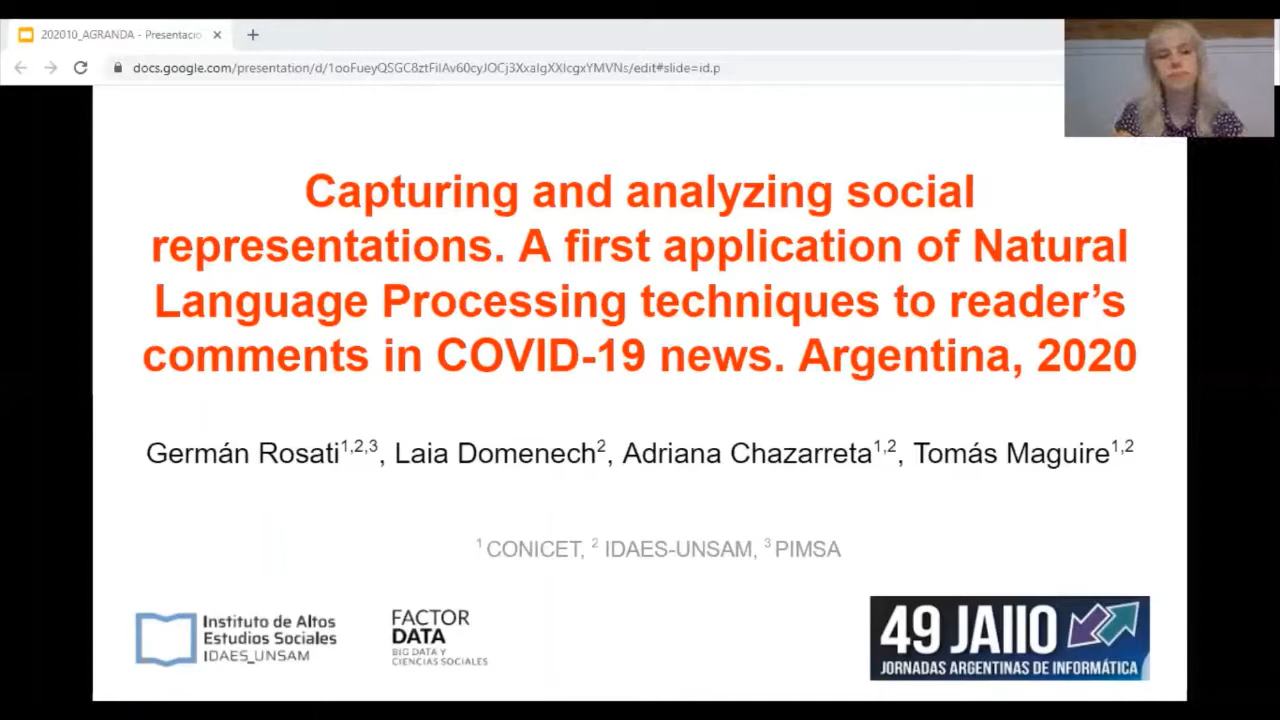 202010_AGRANDA - Presentacio
docs.google.com/presentation/d/1ooFueyQSGC8ztFilAv60cyJOCj3XxalgXXlcgxYMVNs/edit#slide=id.p
Capturing and analyzing social
representations. A first application of Natural
Language Processing techniques to reader’s
comments in COVID-19 news. Argentina, 2020
Germán Rosati1,2,3, Laia Domenech2, Adriana Chazarreta1,2, Tomás Maguire1,2
1 CONICET, 2 IDAES-UNSAM, 3 PIMSA
Instituto de Altos
Estudios Sociales
IDAES_UNSAM
FACTOR
DATA
BIG DATA Y
CIENCIAS SOCIALES
49 JAIIO
JORNADAS ARGENTINAS DE INFORMÁTICA